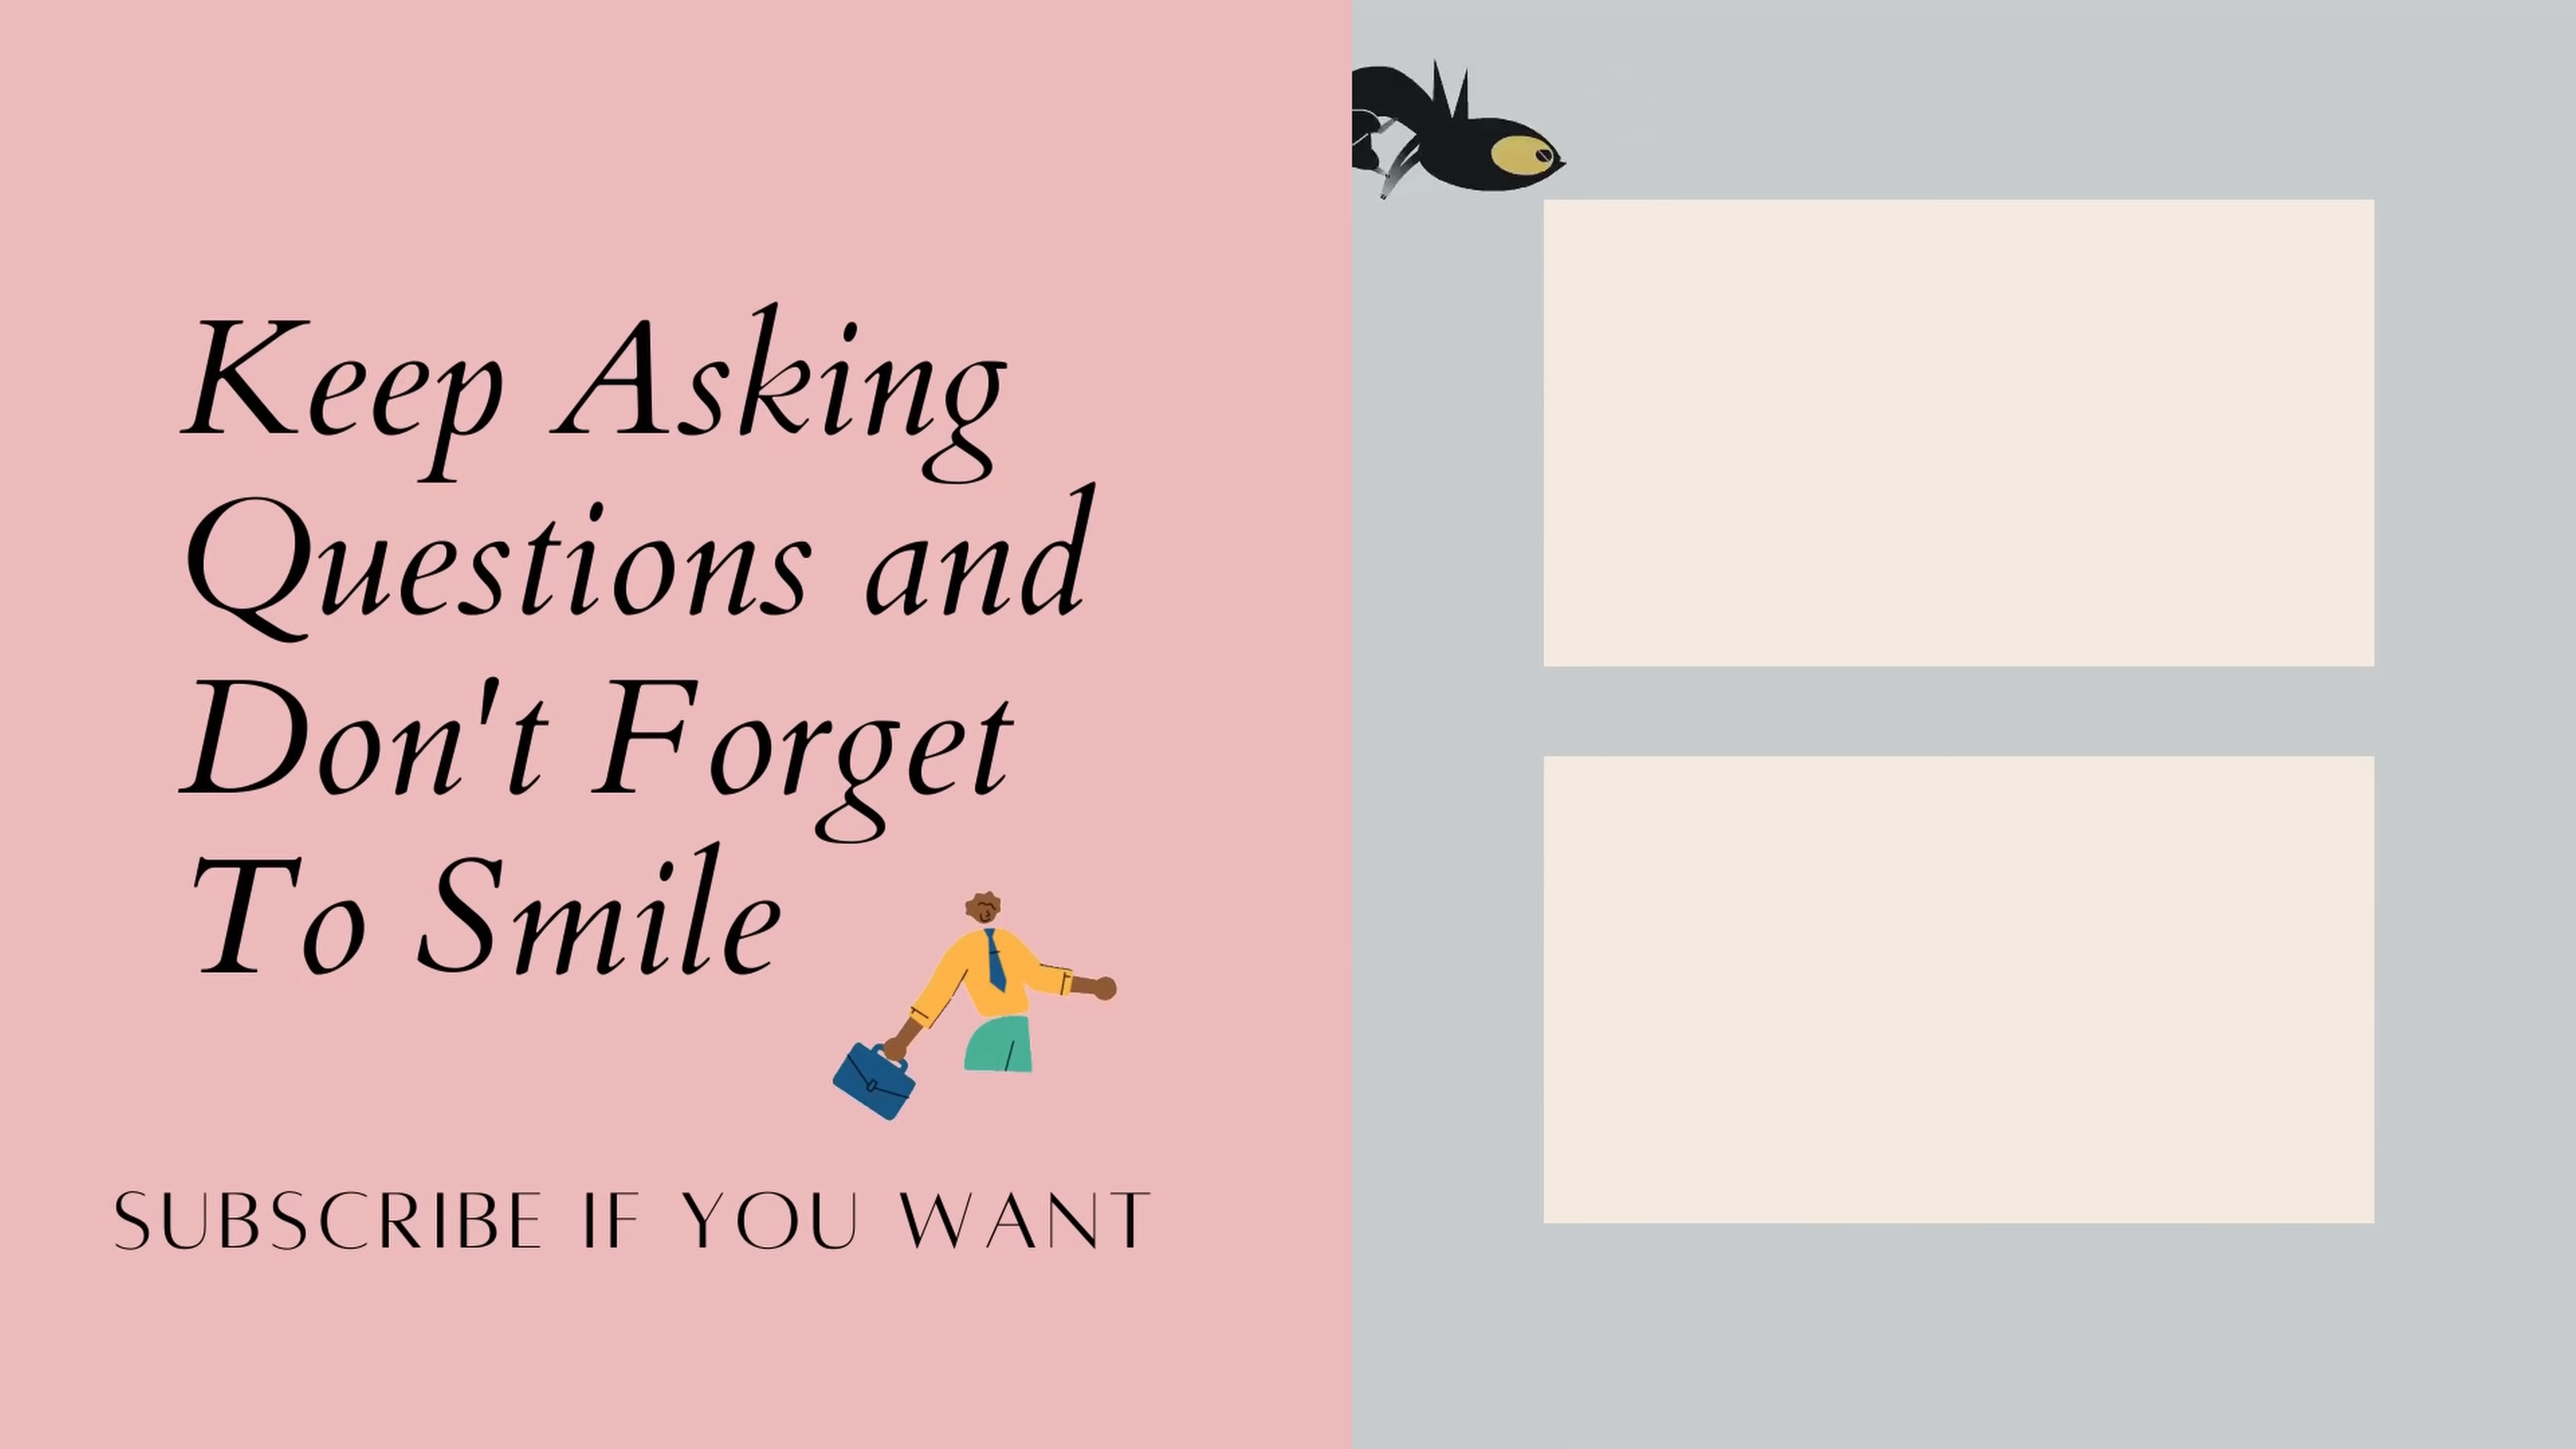 Keep Asking
Questions and
Don't Forget
To Smile
SUBSCRIBE IF YOU WANT